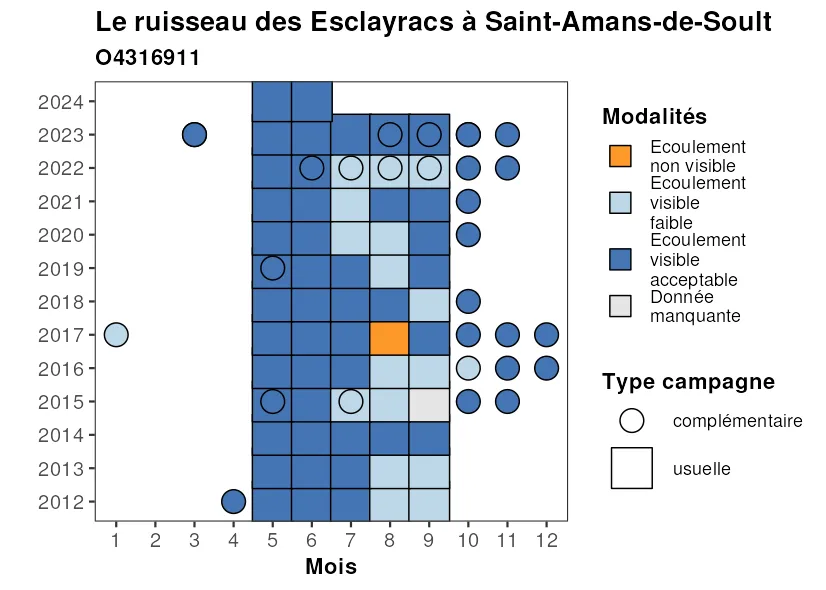 Le ruisseau des Esclayracs à Saint-Amans-de-Soult
O4316911
2024
2023
2022
2021
2020
2019
2018
2017
2016
2015
2014
2013
2012
1 2 3 4 5 6 7 8 9 10 11 12
Mois
Modalités
Ecoulement
non visible
Ecoulement
visible
faible
Ecoulement
visible
acceptable
Donnée
manquante
Type campagne
complémentaire
usuelle